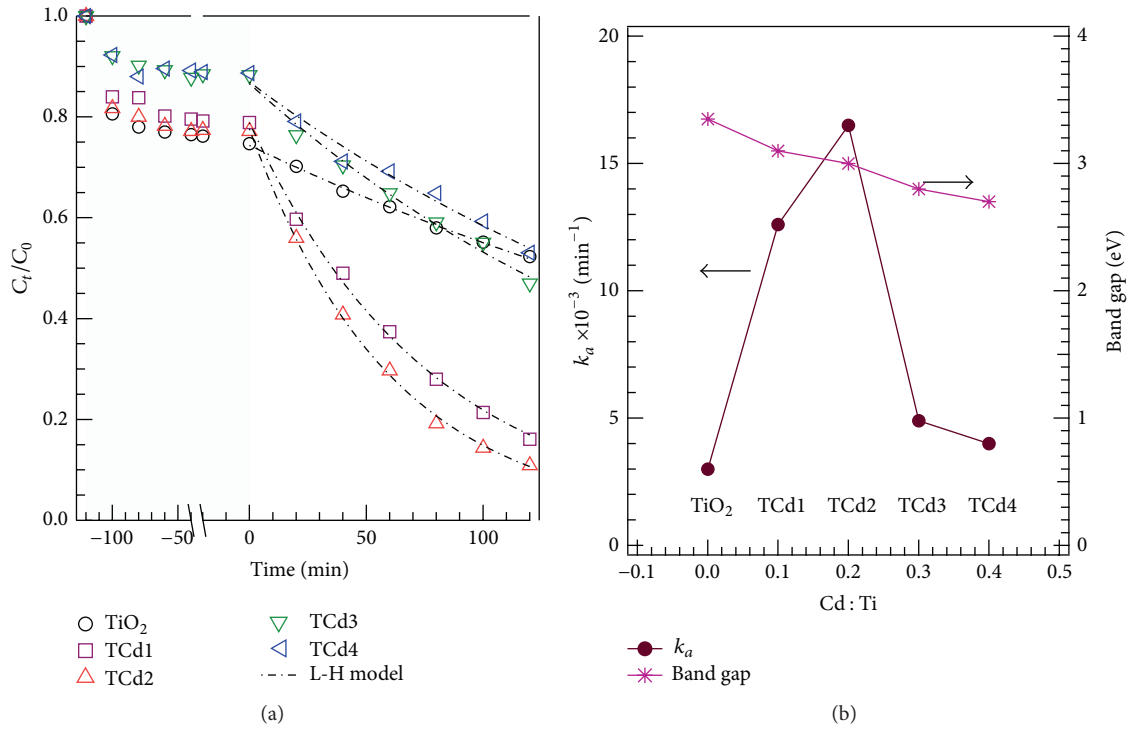 1.0
0.8
0.6
0.4
0.2
0.0
C_t/C_0
−100
−50
0
50
100
Time (min)
TiO₂
TCd1
TCd2
TCd3
TCd4
L-H model
(a)
20
15
10
5
0
k_a ×10⁻³ (min⁻¹)
4
3
2
1
0
Band gap (eV)
TiO₂ TCd1 TCd2 TCd3 TCd4
−0.1 0.0 0.1 0.2 0.3 0.4 0.5
Cd : Ti
k_a
Band gap
(b)